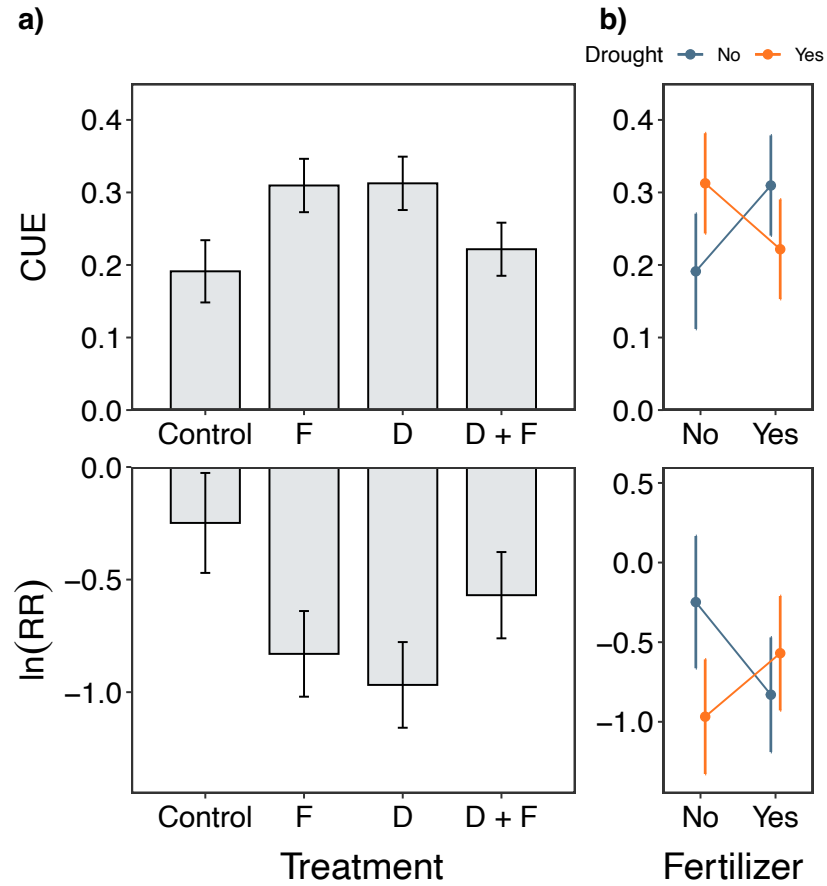 a)
b)
Drought No Yes
CUE
0.4
0.3
0.2
0.1
0.0
Control F D D + F
0.4
0.3
0.2
0.1
0.0
No Yes
ln(RR)
0.0
−0.5
−1.0
Control F D D + F
Treatment
0.5
0.0
−0.5
−1.0
No Yes
Fertilizer